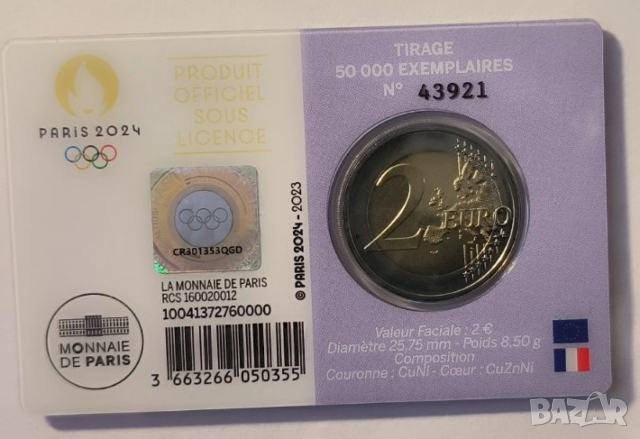 PARIS 2024
PRODUIT
OFFICIEL
SOUS
LICENCE
CR301353QGD
LA MONNAIE DE PARIS
RCS 160020012
10041372760000
© PARIS 2024 - 2023
MONNAIE
DE PARIS
3 663266 050355
TIRAGE
50 000 EXEMPLAIRES
N° 43921
2 EURO
Valeur Faciale : 2 €
Diamètre 25,75 mm - Poids 8,50 g
Composition
Couronne : CuNi - Cœur : CuZnNi
BAZAR.bg